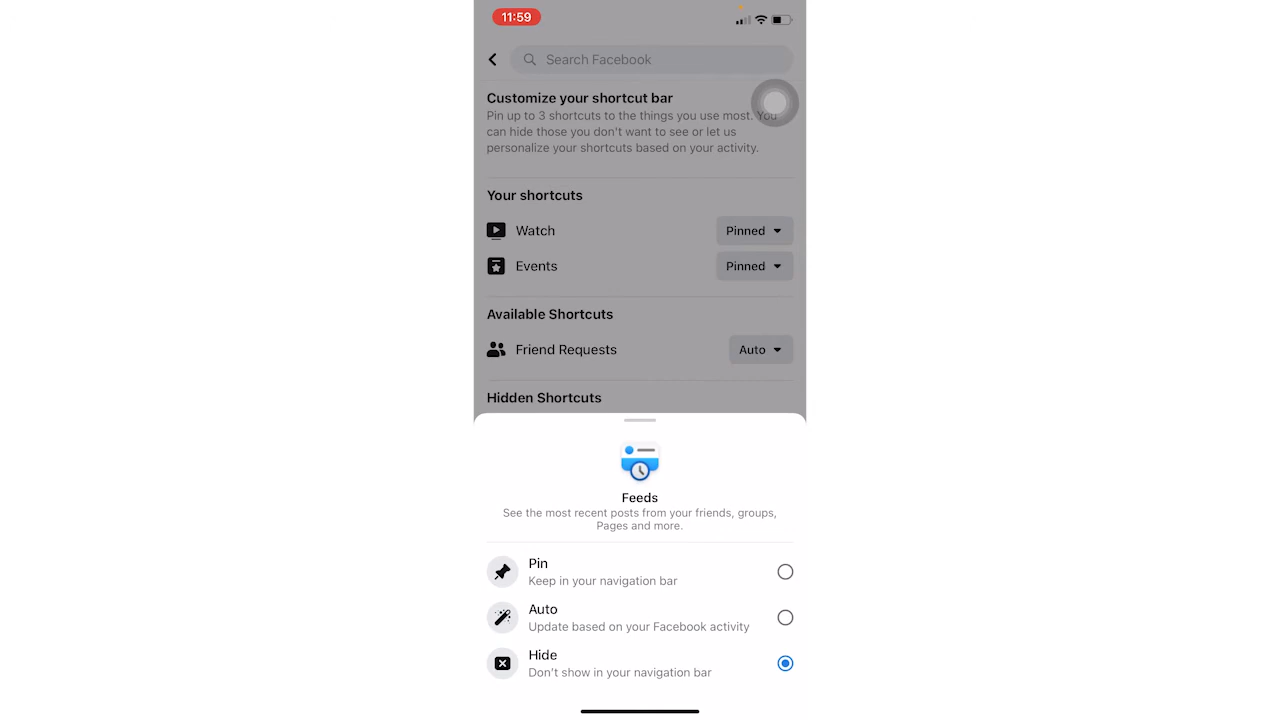 11:59
Search Facebook
Customize your shortcut bar
Pin up to 3 shortcuts to the things you use most. You
can hide those you don't want to see or let us
personalize your shortcuts based on your activity.
Your shortcuts
Watch
Pinned
Events
Pinned
Available Shortcuts
Friend Requests
Auto
Hidden Shortcuts
Feeds
See the most recent posts from your friends, groups,
Pages and more.
Pin
Keep in your navigation bar
Auto
Update based on your Facebook activity
Hide
Don't show in your navigation bar